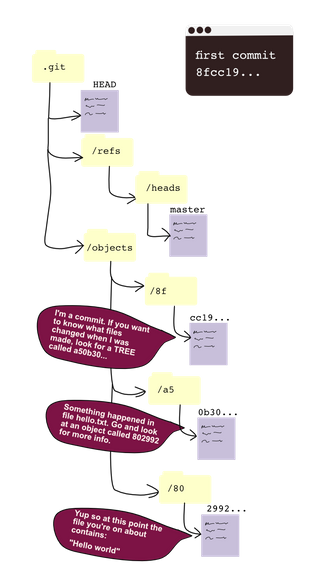 first commit
8fcc19...
.git
HEAD
/refs
/heads
master
/objects
/8f
cc19...
I'm a commit. If you want
to know what files
changed when I was
made, look for a TREE
called a50b30...
/a5
0b30...
Something happened in
file hello.txt. Go and look
at an object called 802992
for more info.
/80
2992...
Yup so at this point the
file you're on about
contains:
"Hello world"